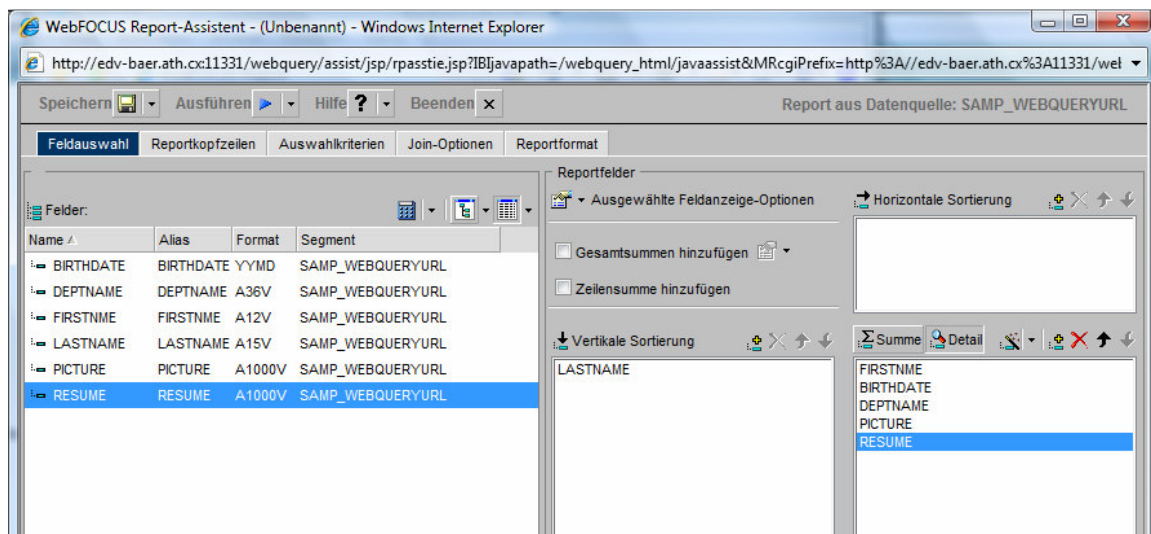 WebFOCUS Report-Assistent - (Unbenannt) - Windows Internet Explorer
http://edv-baer.ath.cx:11331/webquery/assist/jsp/rpasstie.jsp?IBIjavapath=/webquery_html/javaassist&MRcgiPrefix=http%3A//edv-baer.ath.cx%3A11331/wel
Speichern Ausführen Hilfe ? Beenden x Report aus Datenquelle: SAMP_WEBQUERYURL
Feldauswahl Reportkopfzeilen Auswahlkriterien Join-Optionen Reportformat
Felder:
Name Alias Format Segment
BIRTHDATE BIRTHDATE YYMD SAMP_WEBQUERYURL
DEPTNAME DEPTNAME A36V SAMP_WEBQUERYURL
FIRSTNME FIRSTNME A12V SAMP_WEBQUERYURL
LASTNAME LASTNAME A15V SAMP_WEBQUERYURL
PICTURE PICTURE A1000V SAMP_WEBQUERYURL
RESUME RESUME A1000V SAMP_WEBQUERYURL
Reportfelder
Ausgewählte Feldanzeige-Optionen
Gesamtsummen hinzufügen
Zeilensumme hinzufügen
Horizontale Sortierung
Vertikale Sortierung
LASTNAME
Σ Summe Detail
FIRSTNME
BIRTHDATE
DEPTNAME
PICTURE
RESUME